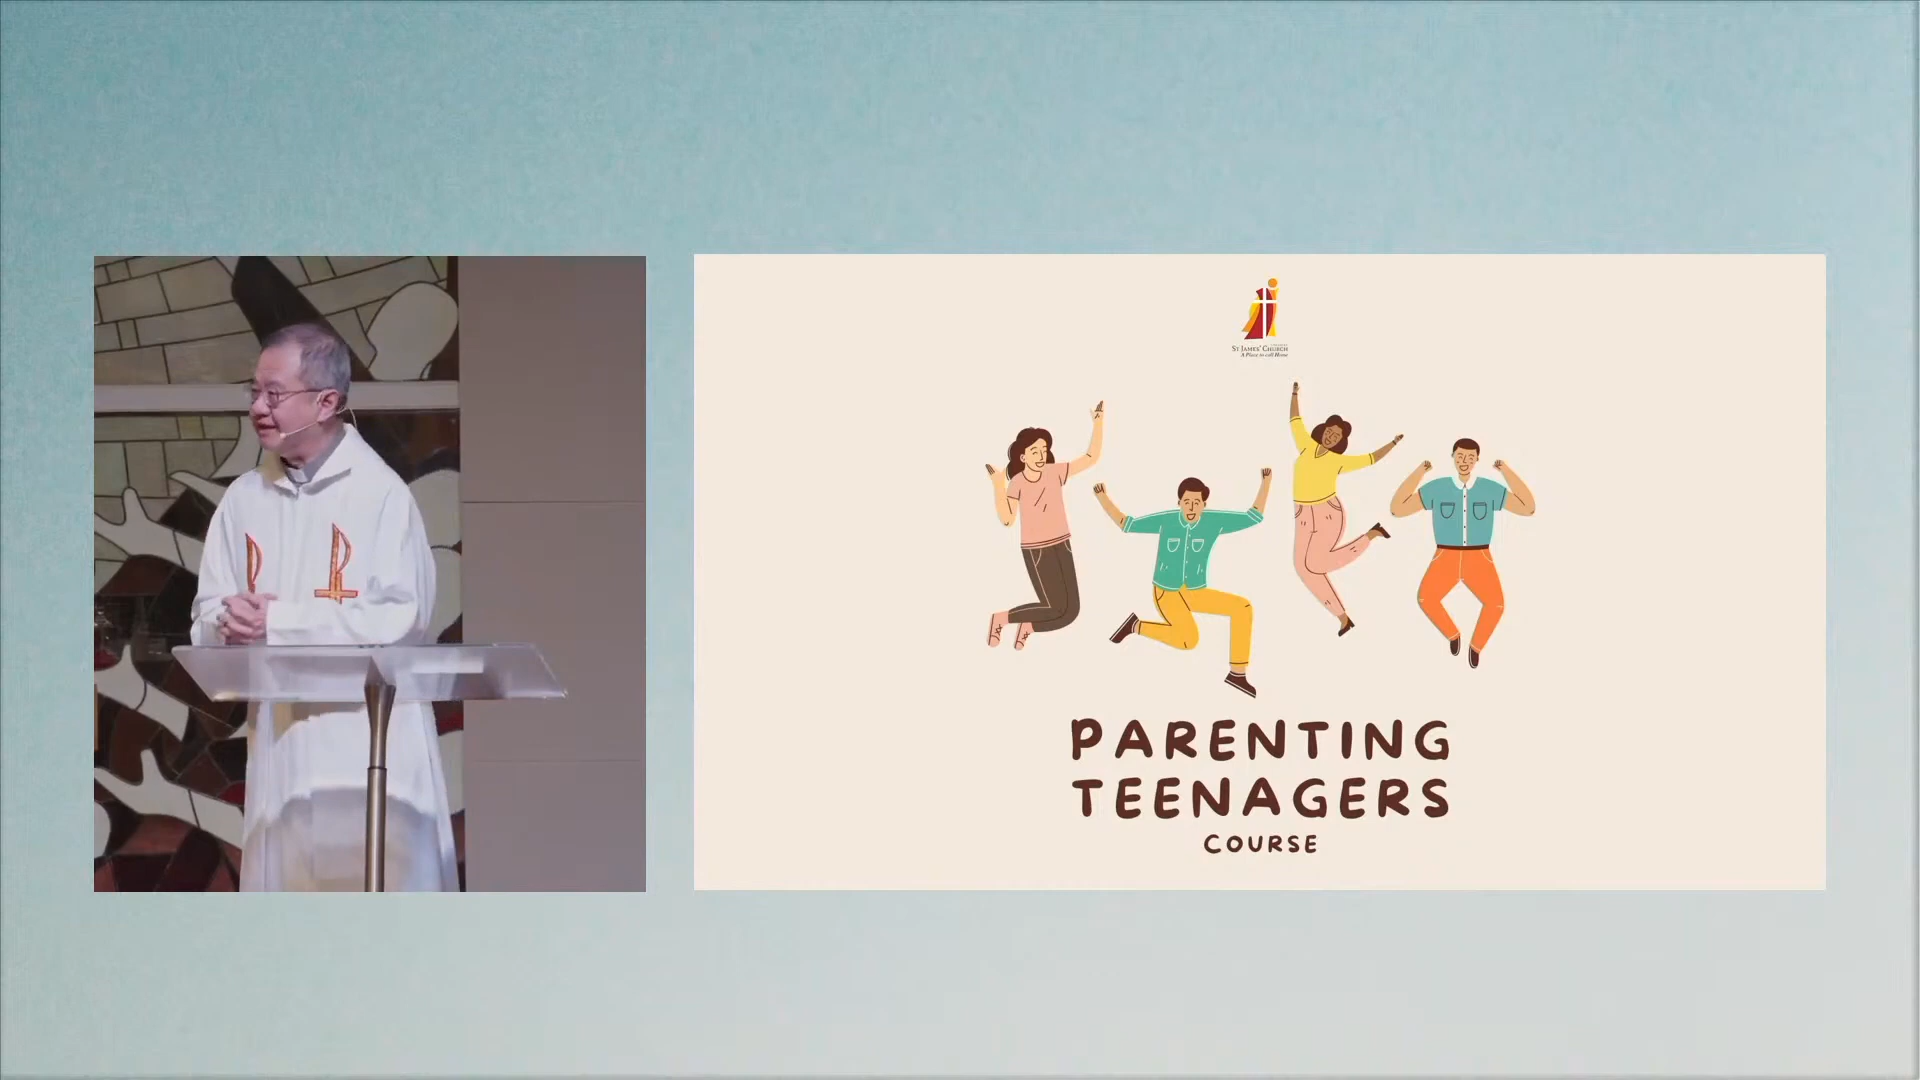 ST JAMES' CHURCH
A Place to call Home
PARENTING
TEENAGERS
COURSE